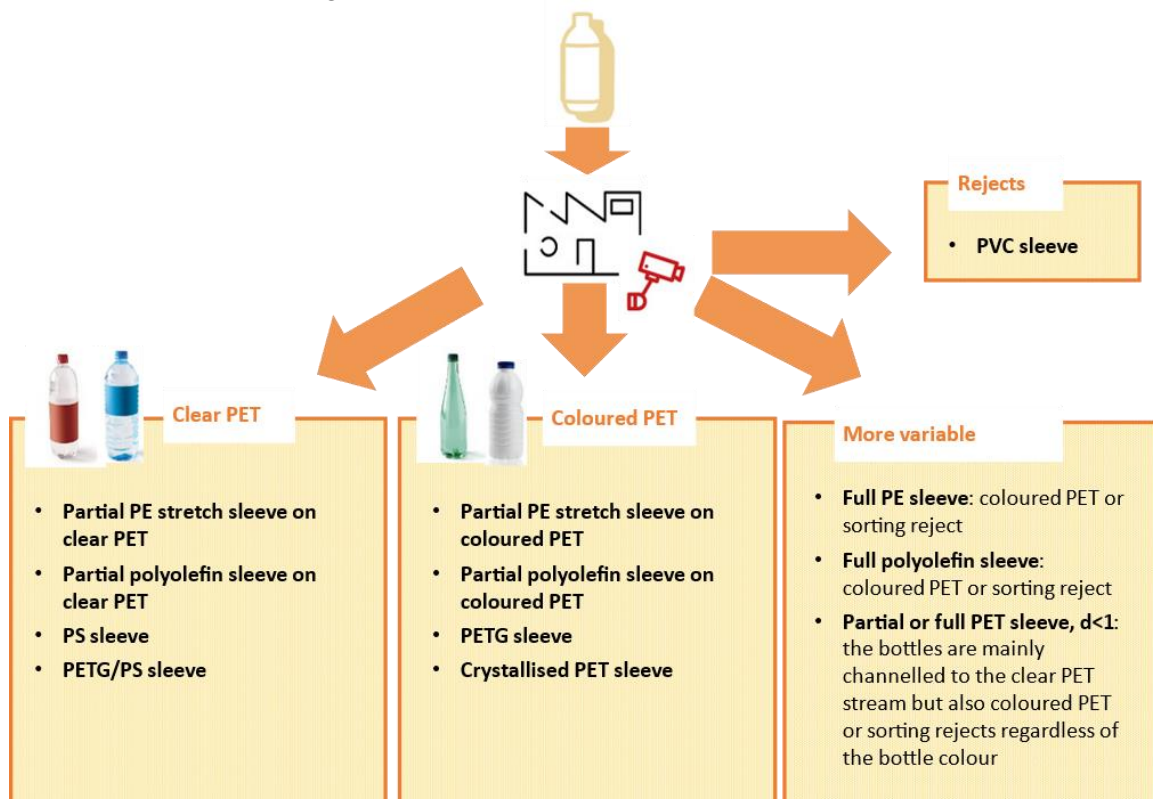 Rejects
• PVC sleeve
Clear PET
• Partial PE stretch sleeve on
clear PET
• Partial polyolefin sleeve on
clear PET
• PS sleeve
• PETG/PS sleeve
Coloured PET
• Partial PE stretch sleeve on
coloured PET
• Partial polyolefin sleeve on
coloured PET
• PETG sleeve
• Crystallised PET sleeve
More variable
• Full PE sleeve: coloured PET or
sorting reject
• Full polyolefin sleeve:
coloured PET or sorting reject
• Partial or full PET sleeve, d<1:
the bottles are mainly
channelled to the clear PET
stream but also coloured PET
or sorting rejects regardless of
the bottle colour